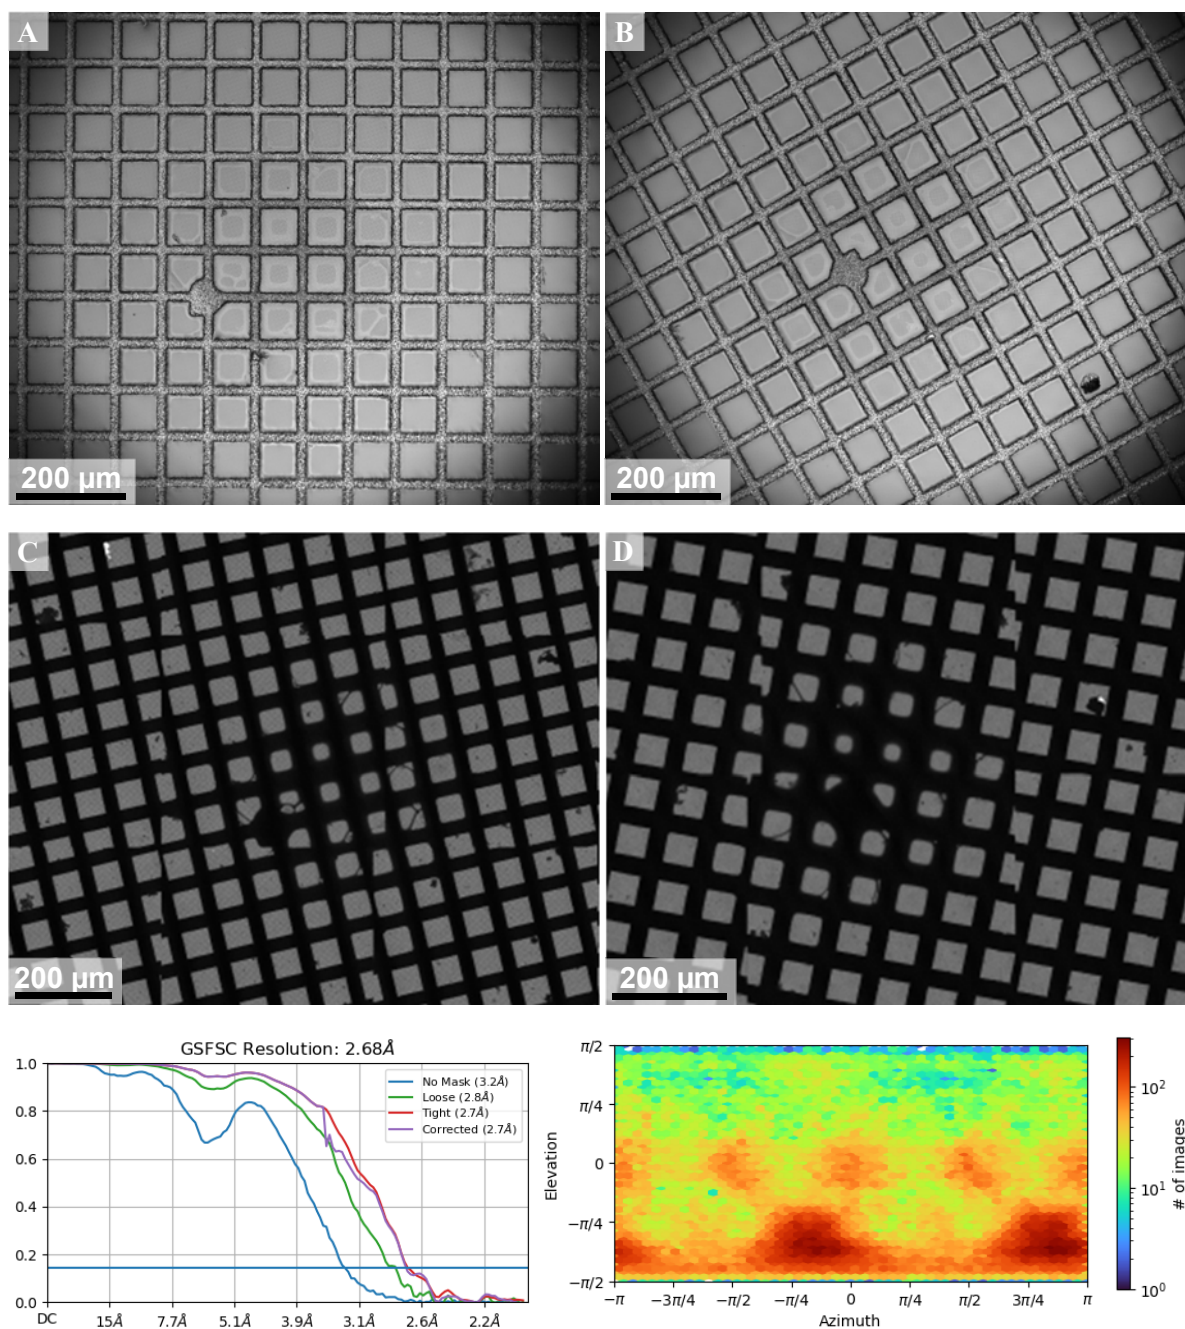 A
B
200 µm
200 µm
C
D
200 µm
200 µm
GSFSC Resolution: 2.68Å
1.0
0.8
0.6
0.4
0.2
0.0
No Mask (3.2Å)
Loose (2.8Å)
Tight (2.7Å)
Corrected (2.7Å)
DC 15Å 7.7Å 5.1Å 3.9Å 3.1Å 2.6Å 2.2Å
Elevation
π/2
π/4
0
−π/4
−π/2
−π −3π/4 −π/2 −π/4 0 π/4 π/2 3π/4 π
Azimuth
10²
10¹
10⁰
# of images